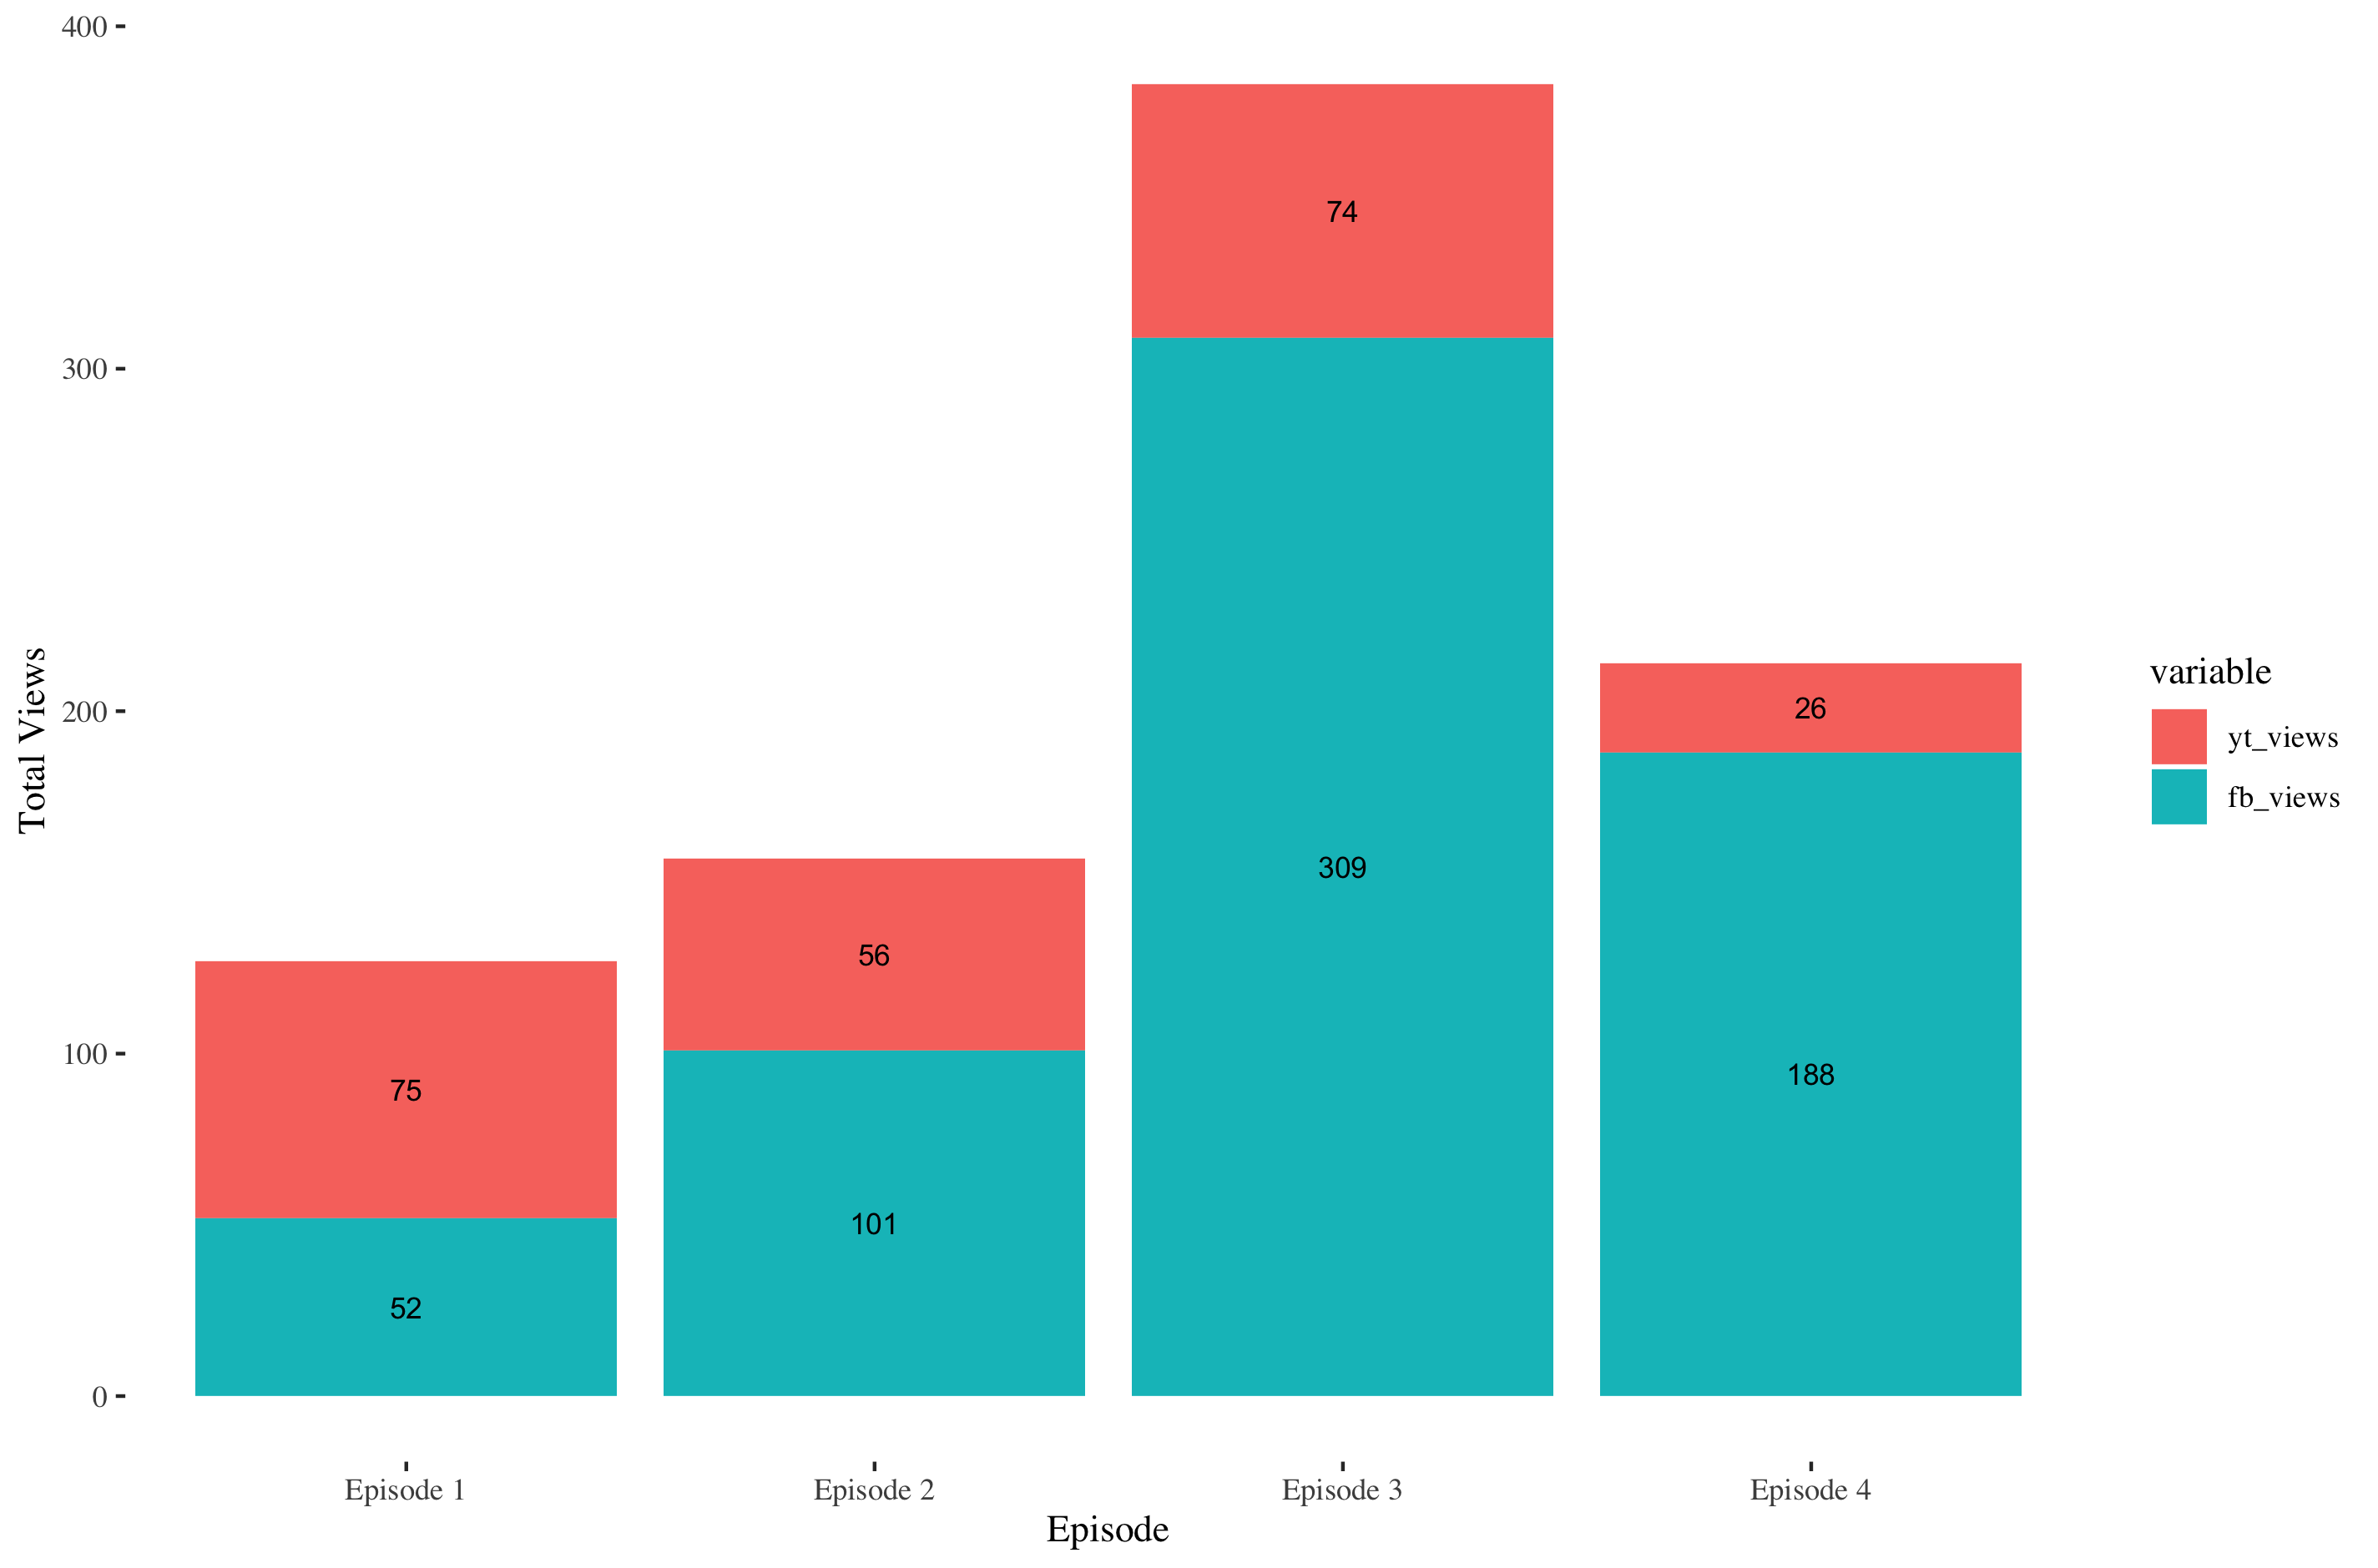 400
300
200
100
0
Total Views
74
309
26
188
56
101
75
52
variable
yt_views
fb_views
Episode 1
Episode 2
Episode 3
Episode 4
Episode